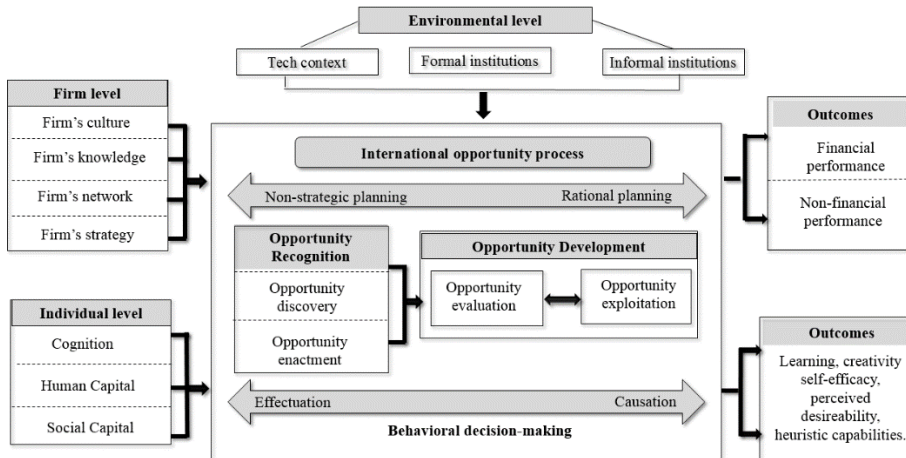 Environmental level
Tech context
Formal institutions
Informal institutions
Firm level
Firm's culture
Firm's knowledge
Firm's network
Firm's strategy
Individual level
Cognition
Human Capital
Social Capital
International opportunity process
Non-strategic planning
Rational planning
Opportunity
Recognition
Opportunity
discovery
Opportunity
enactment
Opportunity Development
Opportunity
evaluation
Opportunity
exploitation
Effectuation
Causation
Behavioral decision-making
Outcomes
Financial
performance
Non-financial
performance
Outcomes
Learning, creativity
self-efficacy,
perceived
desireability,
heuristic capabilities.